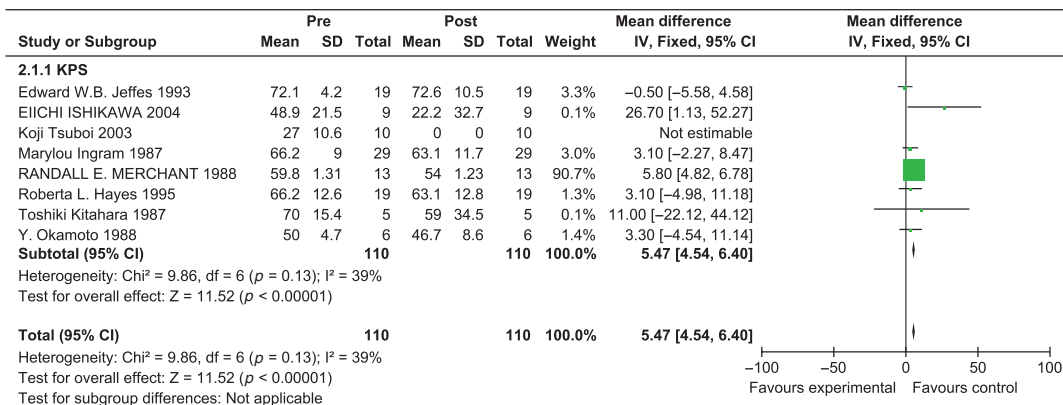 Pre Post Mean difference Mean difference
Study or Subgroup Mean SD Total Mean SD Total Weight IV, Fixed, 95% CI IV, Fixed, 95% CI
2.1.1 KPS
Edward W.B. Jeffes 1993 72.1 4.2 19 72.6 10.5 19 3.3% −0.50 [−5.58, 4.58]
EIICHI ISHIKAWA 2004 48.9 21.5 9 22.2 32.7 9 0.1% 26.70 [1.13, 52.27]
Koji Tsuboi 2003 27 10.6 10 0 0 10 Not estimable
Marylou Ingram 1987 66.2 9 29 63.1 11.7 29 3.0% 3.10 [−2.27, 8.47]
RANDALL E. MERCHANT 1988 59.8 1.31 13 54 1.23 13 90.7% 5.80 [4.82, 6.78]
Roberta L. Hayes 1995 66.2 12.6 19 63.1 12.8 19 1.3% 3.10 [−4.98, 11.18]
Toshiki Kitahara 1987 70 15.4 5 59 34.5 5 0.1% 11.00 [−22.12, 44.12]
Y. Okamoto 1988 50 4.7 6 46.7 8.6 6 1.4% 3.30 [−4.54, 11.14]
Subtotal (95% CI) 110 110 100.0% 5.47 [4.54, 6.40]
Heterogeneity: Chi² = 9.86, df = 6 (p = 0.13); I² = 39%
Test for overall effect: Z = 11.52 (p < 0.00001)
Total (95% CI) 110 110 100.0% 5.47 [4.54, 6.40]
Heterogeneity: Chi² = 9.86, df = 6 (p = 0.13); I² = 39%
Test for overall effect: Z = 11.52 (p < 0.00001)
Test for subgroup differences: Not applicable
−100 −50 0 50 100
Favours experimental Favours control